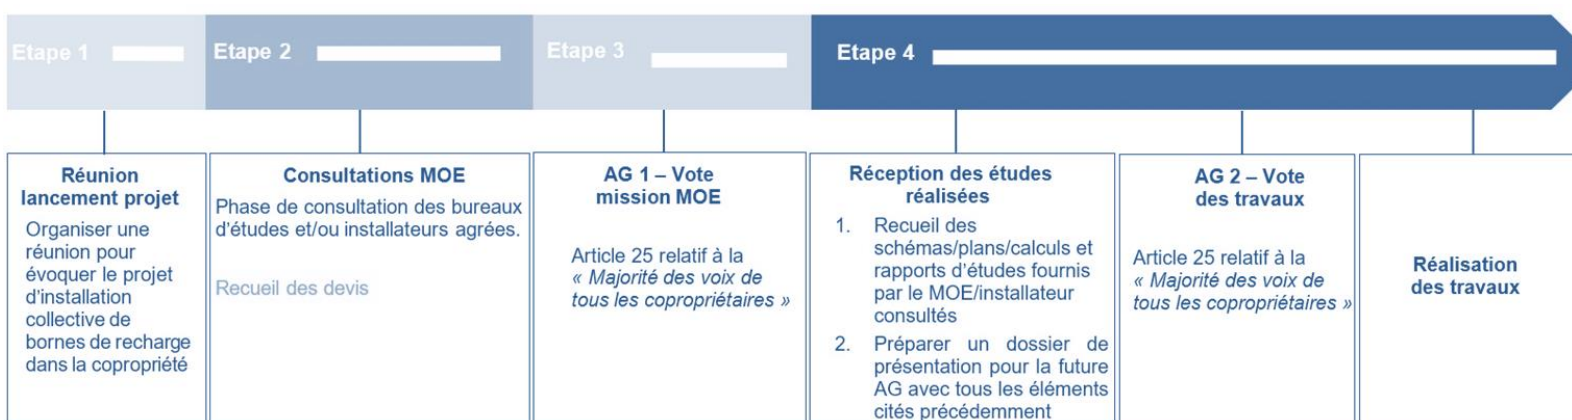 Etape 1
Etape 2
Etape 3
Etape 4
Réunion
lancement projet
Organiser une
réunion pour
évoquer le projet
d'installation
collective de
bornes de recharge
dans la copropriété
Consultations MOE
Phase de consultation des bureaux
d'études et/ou installateurs agrées.
Recueil des devis
AG 1 – Vote
mission MOE
Article 25 relatif à la
« Majorité des voix de
tous les copropriétaires »
Réception des études
réalisées
1. Recueil des
schémas/plans/calculs et
rapports d'études fournis
par le MOE/installateur
consultés
2. Préparer un dossier de
présentation pour la future
AG avec tous les éléments
cités précédemment
AG 2 – Vote
des travaux
Article 25 relatif à la
« Majorité des voix de
tous les copropriétaires »
Réalisation
des travaux